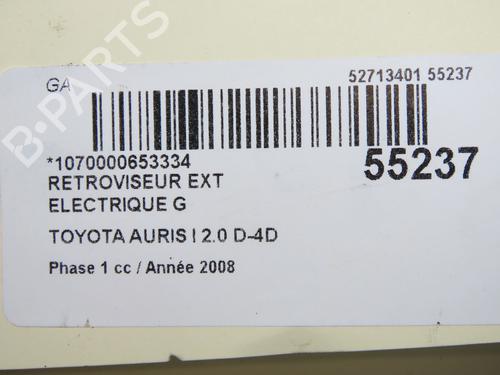 GA
52713401 55237
*1070000653334
55237
RETROVISEUR EXT
ELECTRIQUE G
TOYOTA AURIS I 2.0 D-4D
Phase 1 cc / Année 2008
B-PARTS